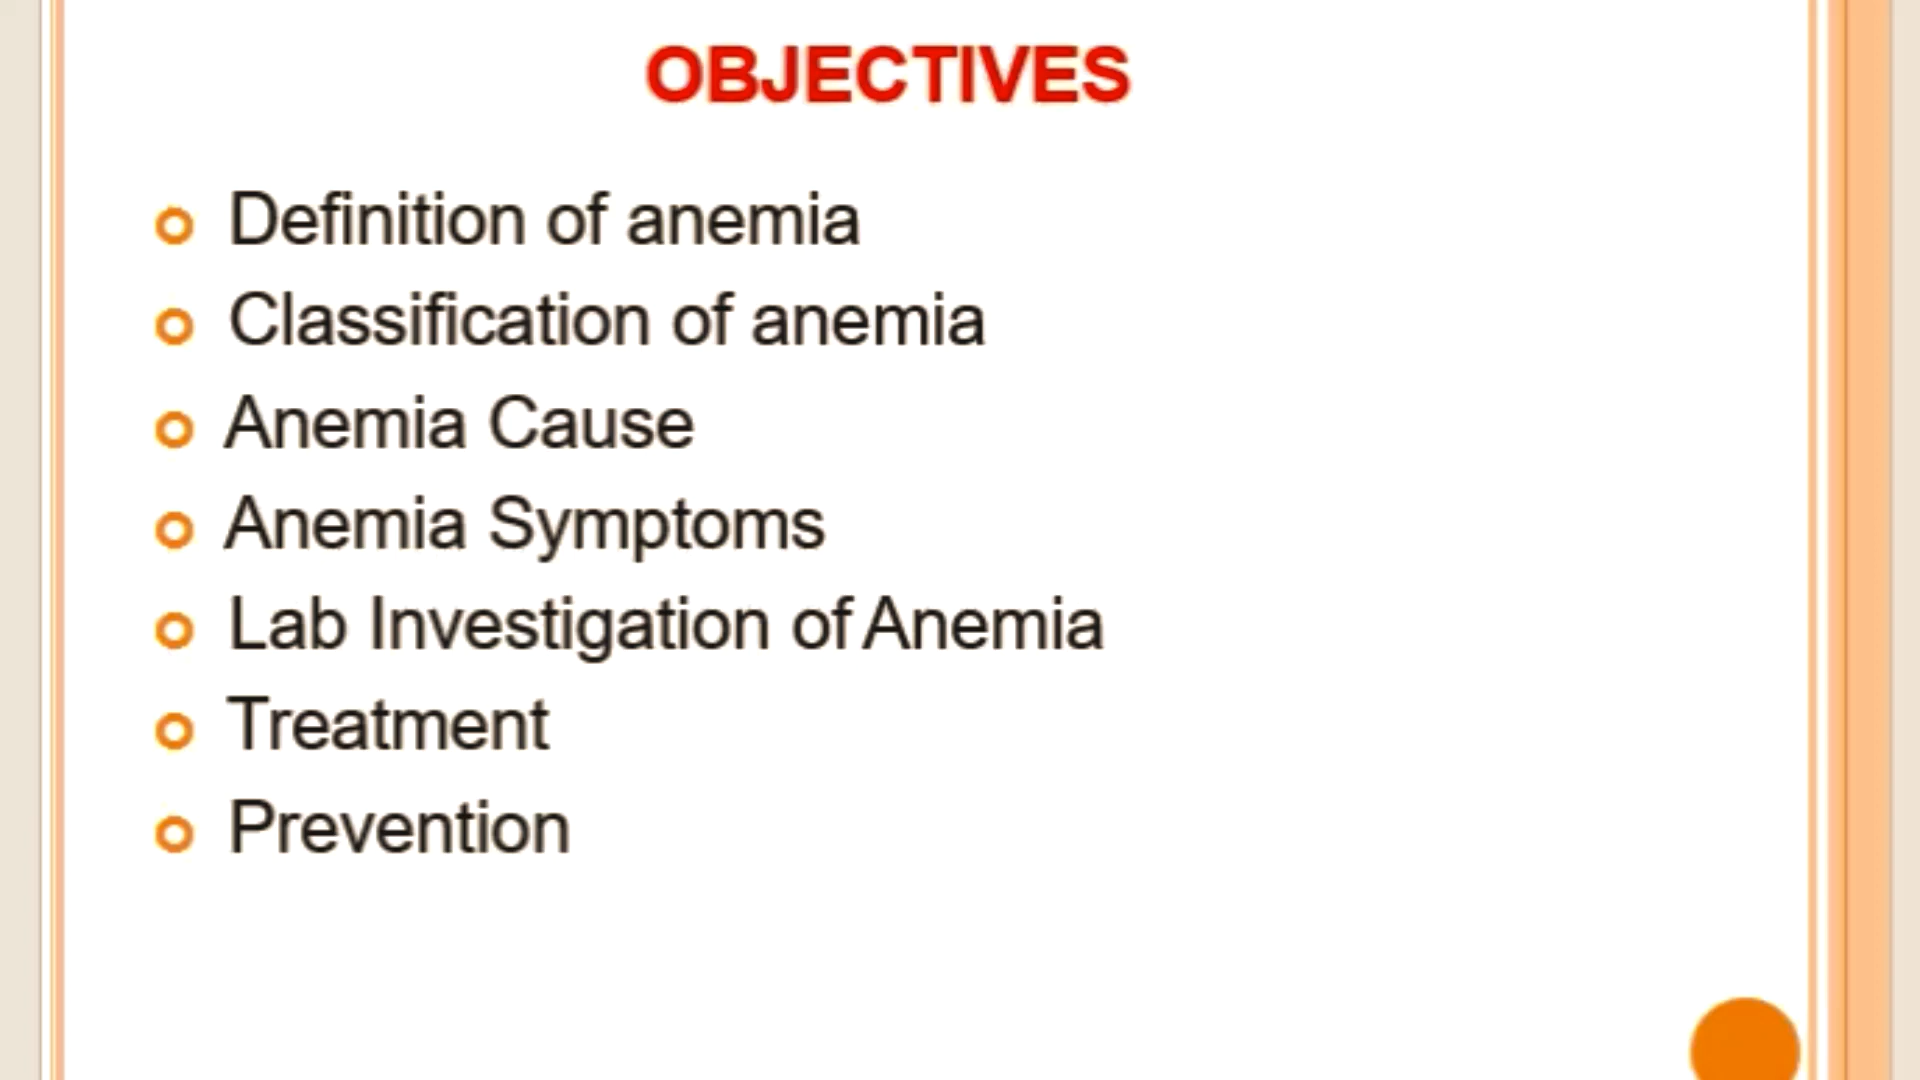 OBJECTIVES
Definition of anemia
Classification of anemia
Anemia Cause
Anemia Symptoms
Lab Investigation of Anemia
Treatment
Prevention